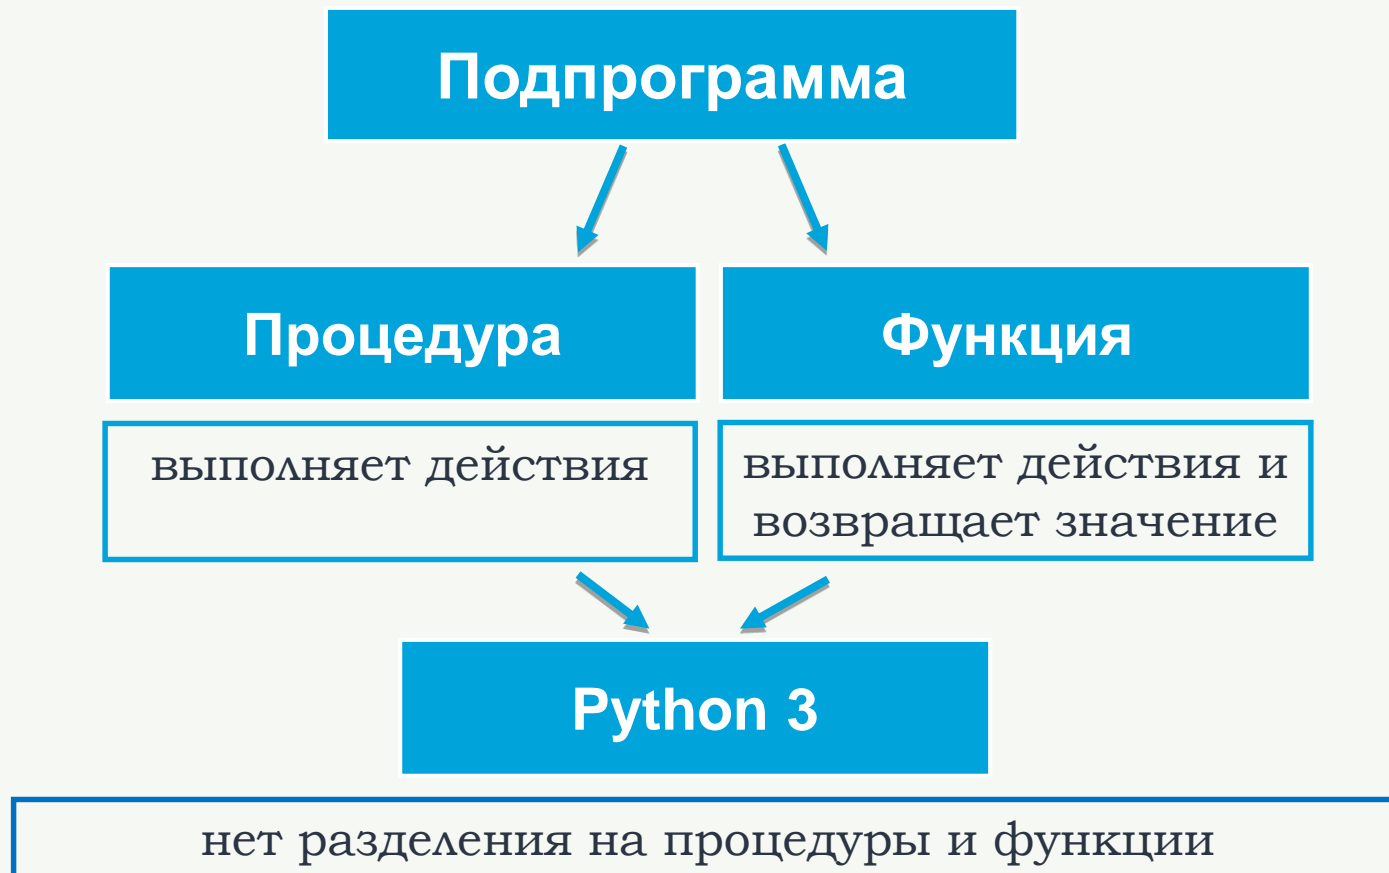 Подпрограмма
Процедура
Функция
выполняет действия
выполняет действия и
возвращает значение
Python 3
нет разделения на процедуры и функции